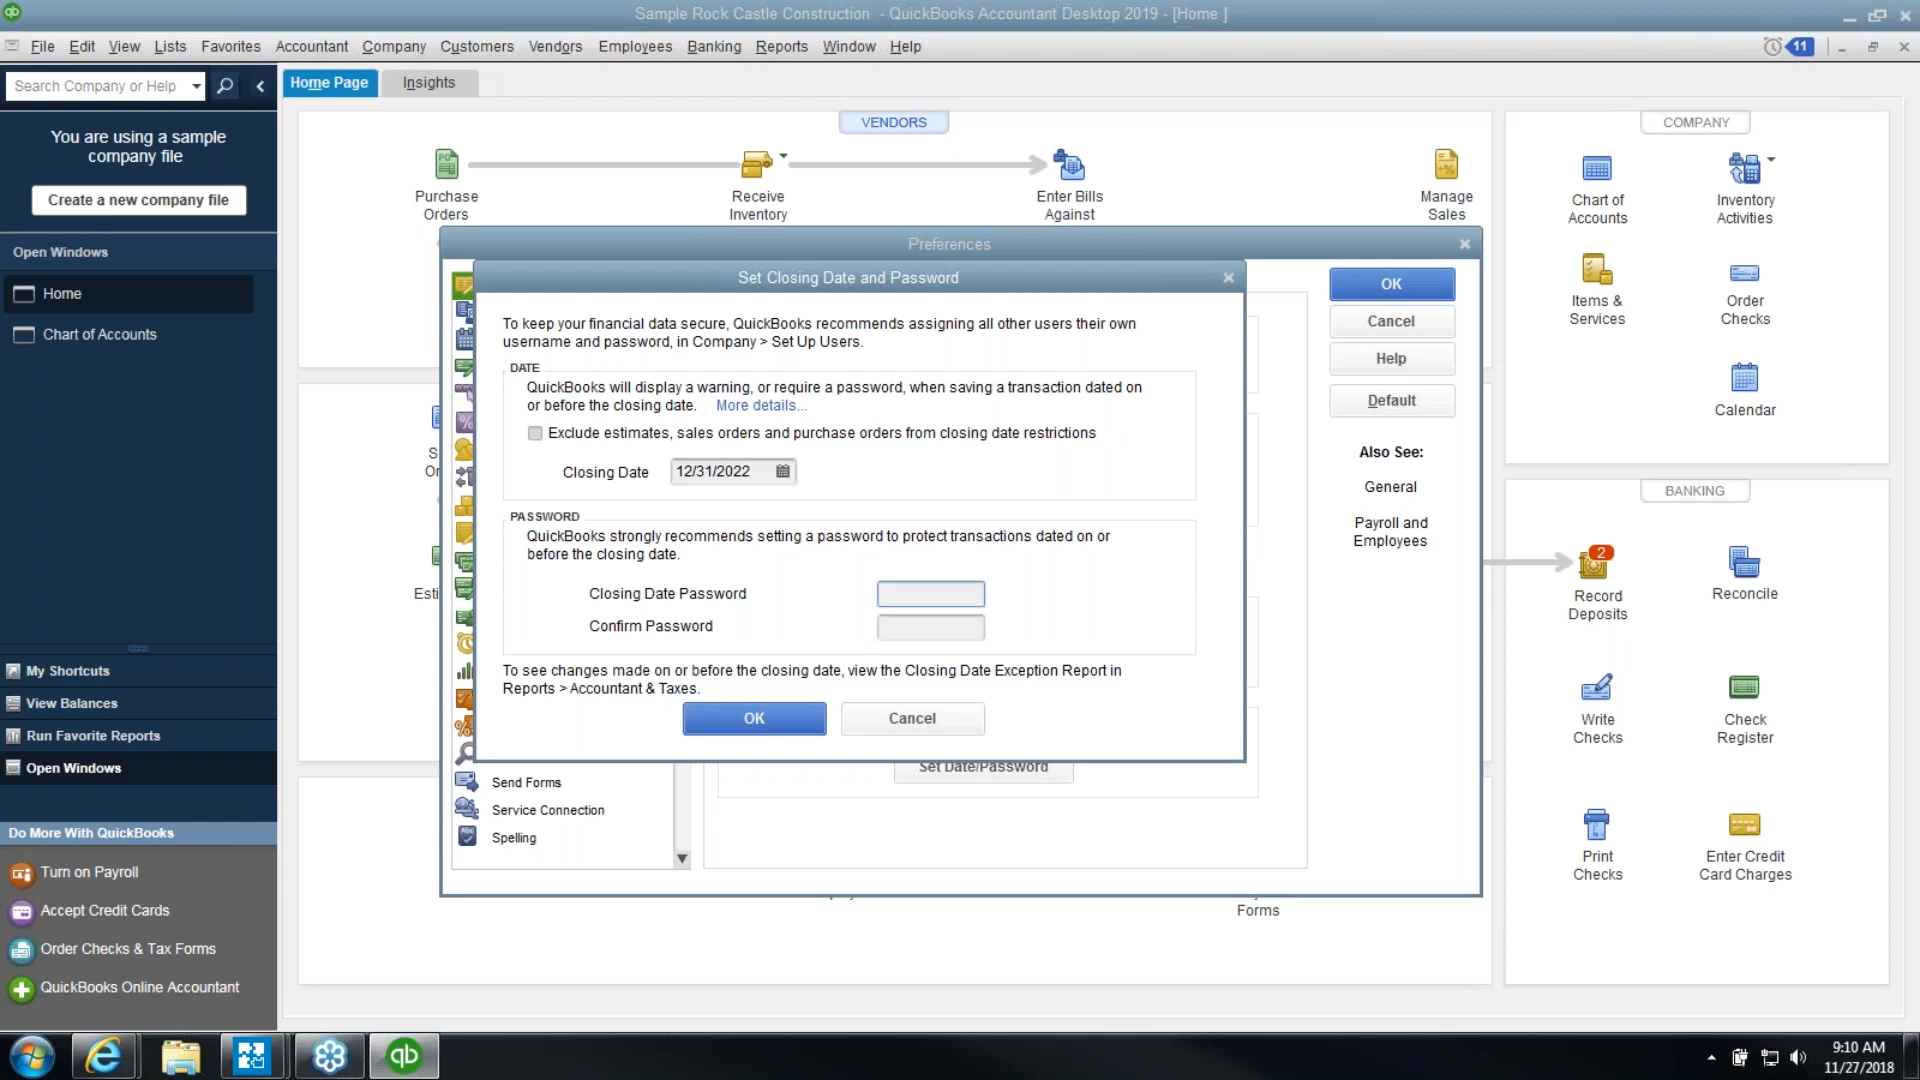 Sample Rock Castle Construction - QuickBooks Accountant Desktop 2019 - [Home ]
File Edit View Lists Favorites Accountant Company Customers Vendors Employees Banking Reports Window Help
11
Search Company or Help
Home Page
Insights
You are using a sample
company file
Create a new company file
Open Windows
Home
Chart of Accounts
My Shortcuts
View Balances
Run Favorite Reports
Open Windows
Do More With QuickBooks
Turn on Payroll
Accept Credit Cards
Order Checks & Tax Forms
QuickBooks Online Accountant
VENDORS
Purchase
Orders
Receive
Inventory
Enter Bills
Against
Manage
Sales
Preferences
Set Closing Date and Password
To keep your financial data secure, QuickBooks recommends assigning all other users their own
username and password, in Company > Set Up Users.
DATE
QuickBooks will display a warning, or require a password, when saving a transaction dated on
or before the closing date. More details...
Exclude estimates, sales orders and purchase orders from closing date restrictions
Closing Date 12/31/2022
PASSWORD
QuickBooks strongly recommends setting a password to protect transactions dated on or
before the closing date.
Closing Date Password
Confirm Password
To see changes made on or before the closing date, view the Closing Date Exception Report in
Reports > Accountant & Taxes.
OK
Cancel
Set Date/Password
Send Forms
Service Connection
Spelling
OK
Cancel
Help
Default
Also See:
General
Payroll and
Employees
Forms
COMPANY
Chart of
Accounts
Inventory
Activities
Items &
Services
Order
Checks
Calendar
BANKING
2
Record
Deposits
Reconcile
Write
Checks
Check
Register
Print
Checks
Enter Credit
Card Charges
9:10 AM
11/27/2018